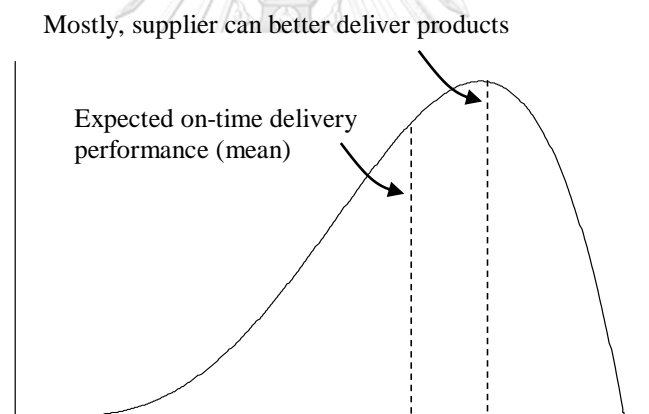 Mostly, supplier can better deliver products
Expected on-time delivery
performance (mean)